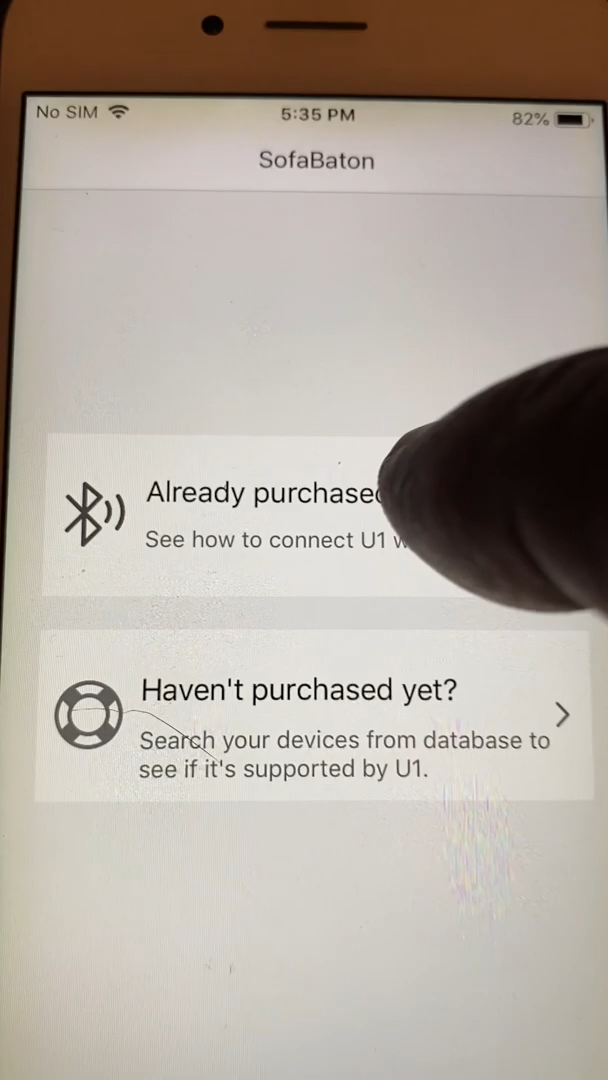 No SIM 5:35 PM 82%
SofaBaton
Already purchased
See how to connect U1
Haven't purchased yet?
Search your devices from database to
see if it's supported by U1.